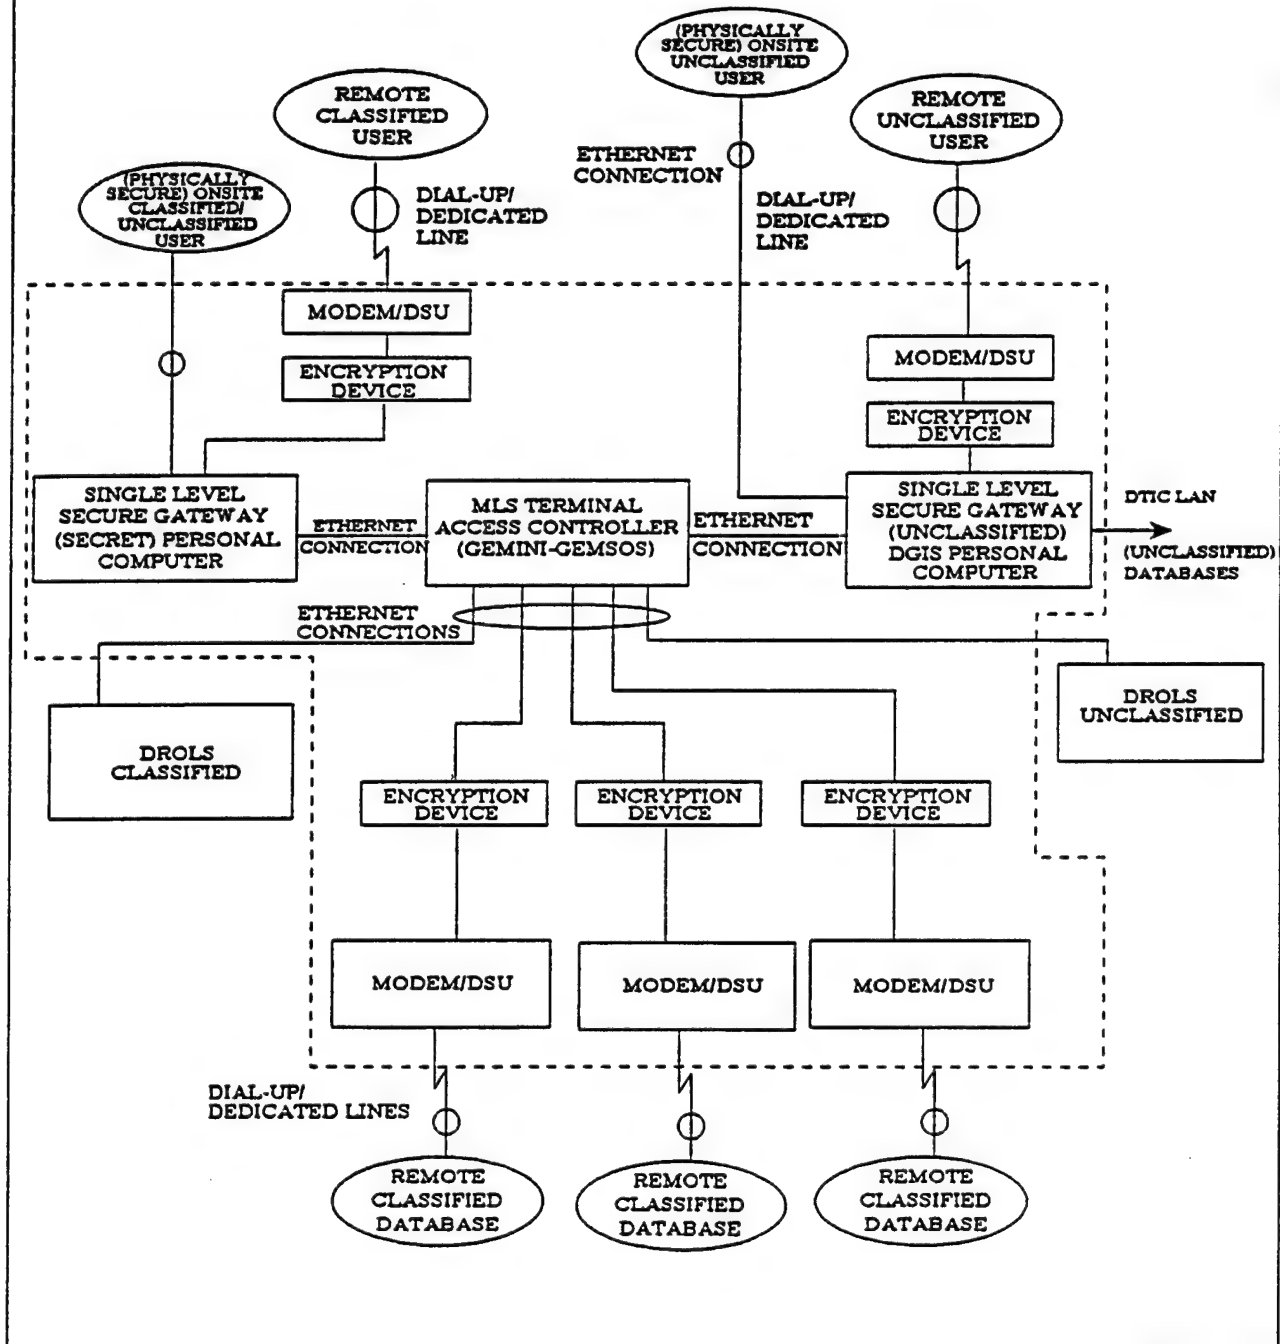 (PHYSICALLY
SECURE) ONSITE
UNCLASSIFIED
USER
REMOTE
CLASSIFIED
USER
REMOTE
UNCLASSIFIED
USER
(PHYSICALLY
SECURE) ONSITE
CLASSIFIED/
UNCLASSIFIED
USER
ETHERNET
CONNECTION
DIAL-UP/
DEDICATED
LINE
DIAL-UP/
DEDICATED
LINE
MODEM/DSU
ENCRYPTION
DEVICE
MODEM/DSU
ENCRYPTION
DEVICE
SINGLE LEVEL
SECURE GATEWAY
(SECRET) PERSONAL
COMPUTER
ETHERNET
CONNECTION
MLS TERMINAL
ACCESS CONTROLLER
(GEMINI-GEMSOS)
ETHERNET
CONNECTION
SINGLE LEVEL
SECURE GATEWAY
(UNCLASSIFIED)
DGIS PERSONAL
COMPUTER
DTIC LAN
(UNCLASSIFIED)
DATABASES
ETHERNET
CONNECTIONS
DROLS
CLASSIFIED
DROLS
UNCLASSIFIED
ENCRYPTION
DEVICE
ENCRYPTION
DEVICE
ENCRYPTION
DEVICE
MODEM/DSU
MODEM/DSU
MODEM/DSU
DIAL-UP/
DEDICATED LINES
REMOTE
CLASSIFIED
DATABASE
REMOTE
CLASSIFIED
DATABASE
REMOTE
CLASSIFIED
DATABASE